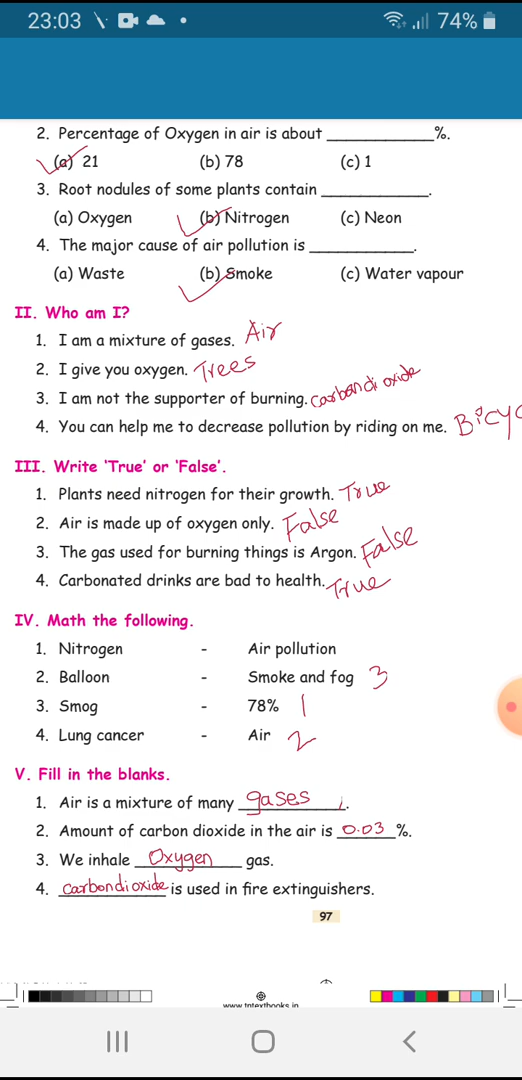 23:03 74%
2. Percentage of Oxygen in air is about ____________%.
(a) 21 (b) 78 (c) 1
3. Root nodules of some plants contain ____________.
(a) Oxygen (b) Nitrogen (c) Neon
4. The major cause of air pollution is ____________.
(a) Waste (b) Smoke (c) Water vapour
II. Who am I?
1. I am a mixture of gases. Air
2. I give you oxygen. Trees
3. I am not the supporter of burning. Carbondi oxide
4. You can help me to decrease pollution by riding on me. Bicyc
III. Write 'True' or 'False'.
1. Plants need nitrogen for their growth. True
2. Air is made up of oxygen only. False
3. The gas used for burning things is Argon. False
4. Carbonated drinks are bad to health. True
IV. Math the following.
1. Nitrogen - Air pollution
2. Balloon - Smoke and fog 3
3. Smog - 78% 1
4. Lung cancer - Air 2
V. Fill in the blanks.
1. Air is a mixture of many gases.
2. Amount of carbon dioxide in the air is 0.03 %.
3. We inhale Oxygen gas.
4. carbondioxide is used in fire extinguishers.
97
www.tntextbooks.in